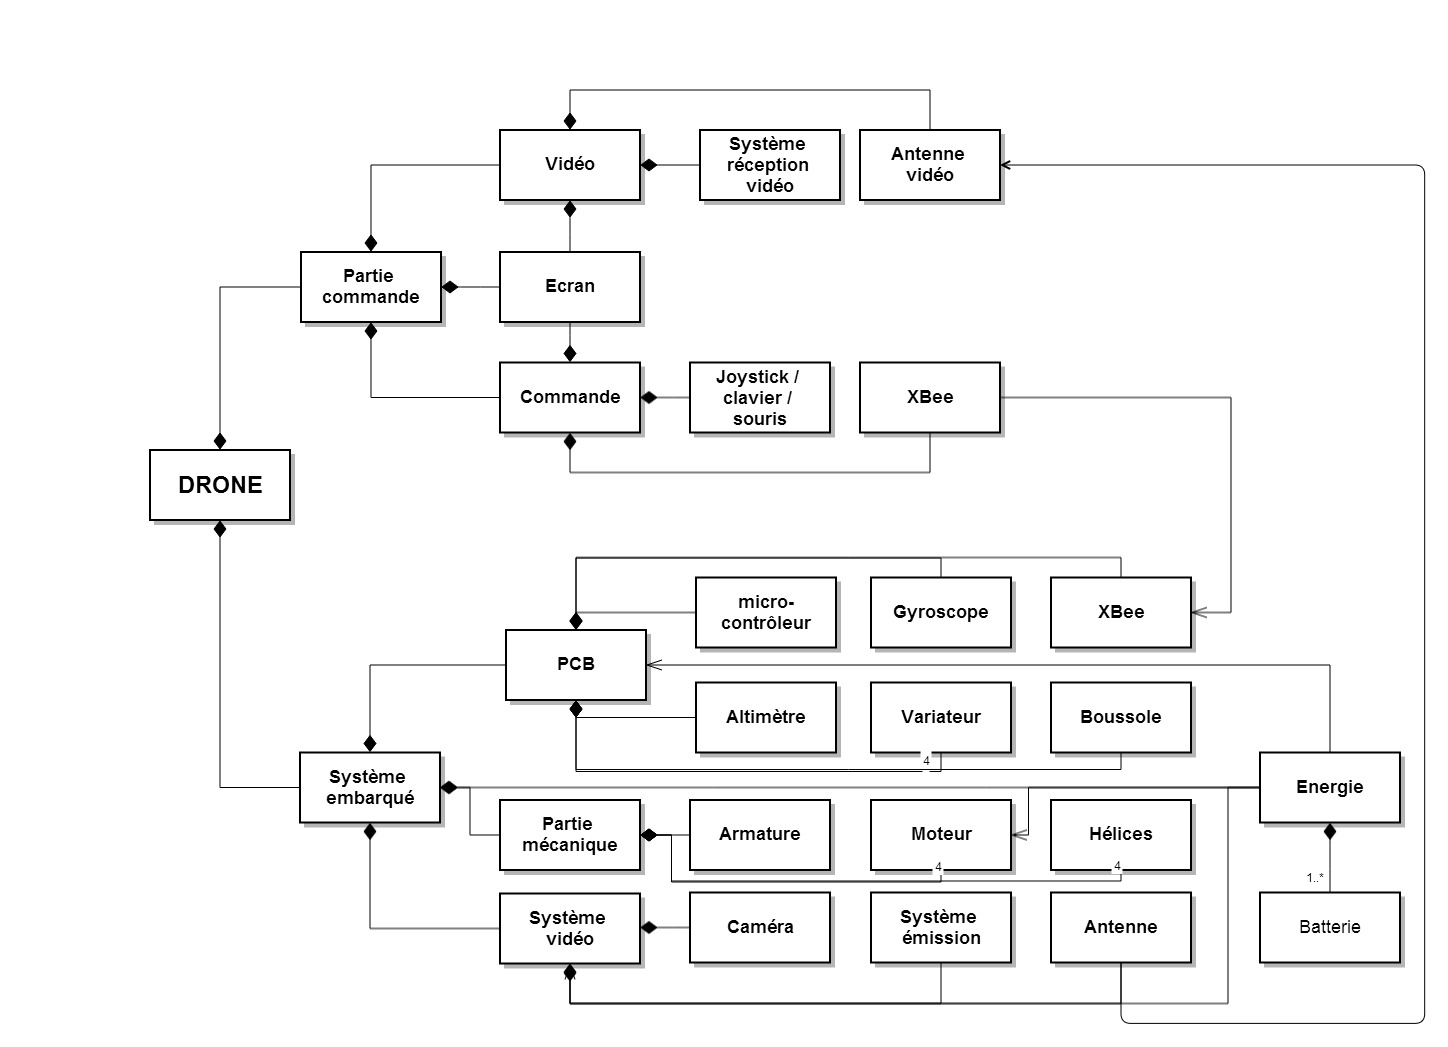 Vidéo
Système
réception
vidéo
Antenne
vidéo
Partie
commande
Ecran
Commande
Joystick /
clavier /
souris
XBee
DRONE
micro-
contrôleur
Gyroscope
XBee
PCB
Altimètre
Variateur
Boussole
4
Système
embarqué
Energie
Partie
mécanique
Armature
Moteur
Hélices
4
4
1..*
Système
vidéo
Caméra
Système
émission
Antenne
Batterie